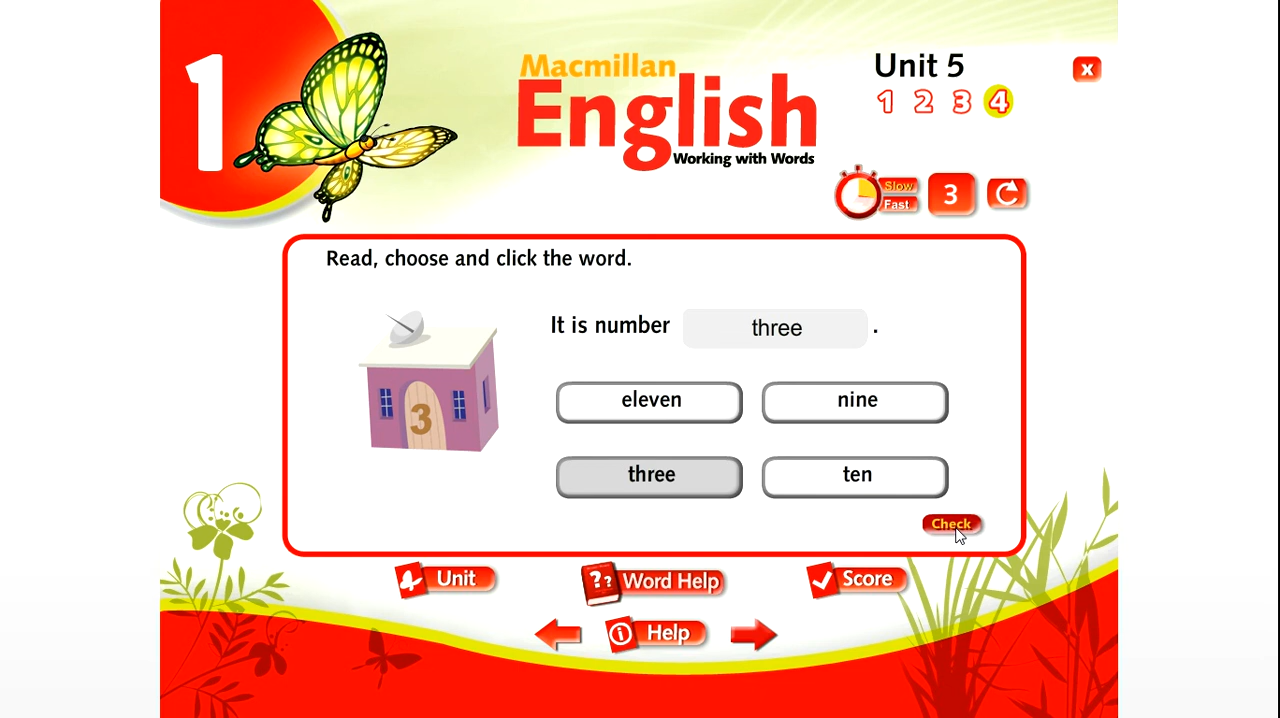 1
Macmillan
English
Working with Words
Unit 5
1 2 3 4
x
Slow
Fast
3
Read, choose and click the word.
It is number three .
3
eleven
nine
three
ten
Check
4 Unit
?? Word Help
Score
i Help